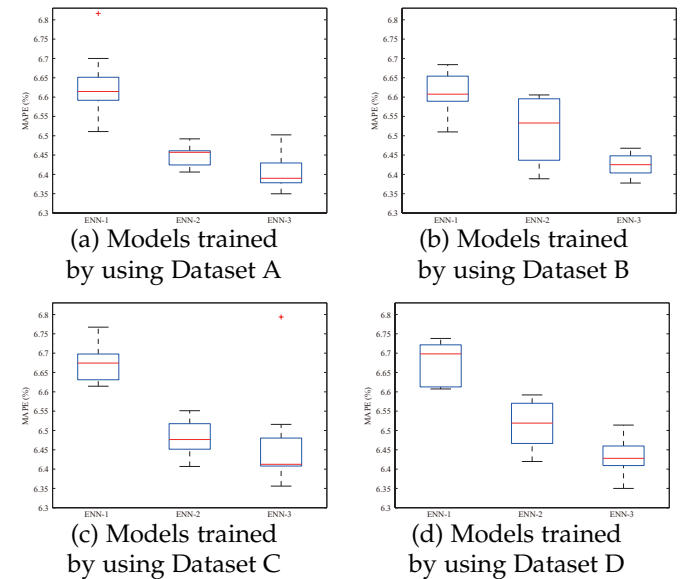 6.8
6.75
6.7
6.65
6.6
6.55
6.5
6.45
6.4
6.35
6.3
MAPE (%)
ENN-1 ENN-2 ENN-3
(a) Models trained
by using Dataset A
6.8
6.75
6.7
6.65
6.6
6.55
6.5
6.45
6.4
6.35
6.3
MAPE (%)
ENN-1 ENN-2 ENN-3
(b) Models trained
by using Dataset B
6.8
6.75
6.7
6.65
6.6
6.55
6.5
6.45
6.4
6.35
6.3
MAPE (%)
ENN-1 ENN-2 ENN-3
(c) Models trained
by using Dataset C
6.8
6.75
6.7
6.65
6.6
6.55
6.5
6.45
6.4
6.35
6.3
MAPE (%)
ENN-1 ENN-2 ENN-3
(d) Models trained
by using Dataset D